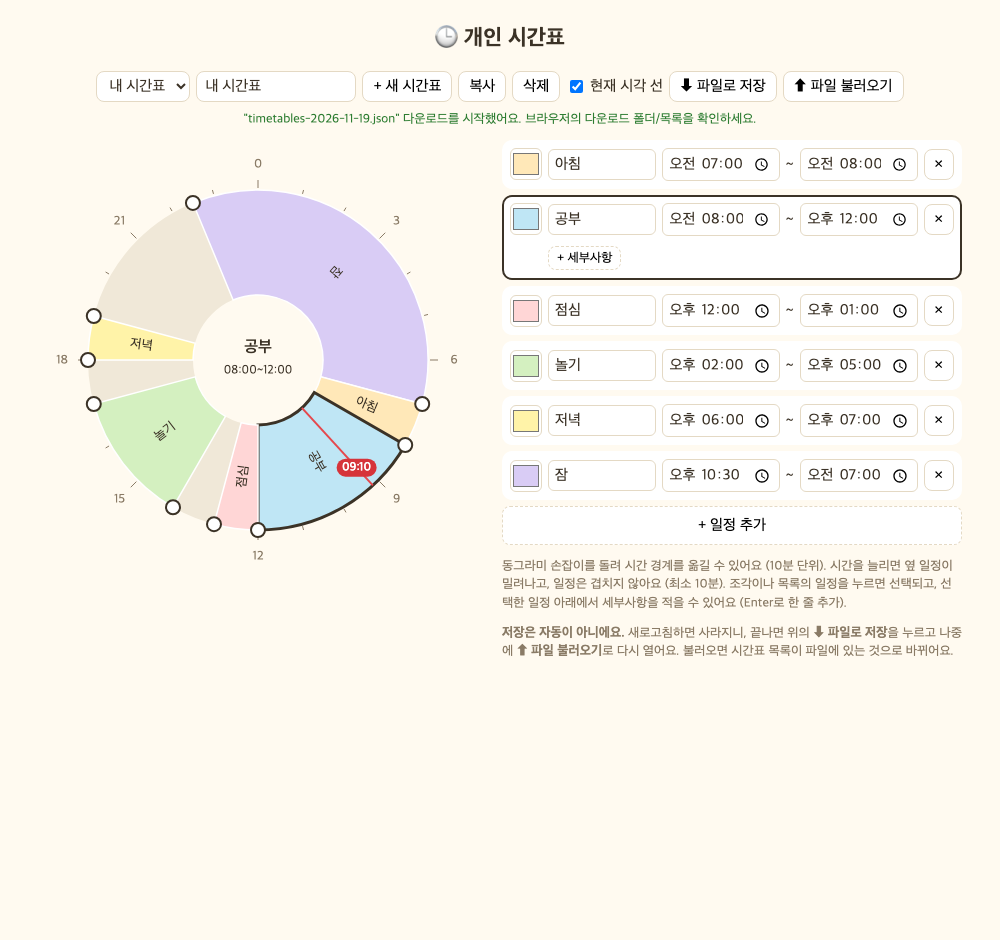 🕒 개인 시간표
내 시간표 내 시간표 + 새 시간표 복사 삭제 현재 시각 선 ⬇ 파일로 저장 ⬆ 파일 불러오기
"timetables-2026-11-19.json" 다운로드를 시작했어요. 브라우저의 다운로드 폴더/목록을 확인하세요.
0
3
6
9
12
15
18
21
잠
아침
공부
점심
놀기
저녁
공부
08:00~12:00
09:10
아침 오전 07:00 ~ 오전 08:00 ×
공부 오전 08:00 ~ 오후 12:00 ×
+ 세부사항
점심 오후 12:00 ~ 오후 01:00 ×
놀기 오후 02:00 ~ 오후 05:00 ×
저녁 오후 06:00 ~ 오후 07:00 ×
잠 오후 10:30 ~ 오전 07:00 ×
+ 일정 추가
동그라미 손잡이를 돌려 시간 경계를 옮길 수 있어요 (10분 단위). 시간을 늘리면 옆 일정이
밀려나고, 일정은 겹치지 않아요 (최소 10분). 조각이나 목록의 일정을 누르면 선택되고, 선
택한 일정 아래에서 세부사항을 적을 수 있어요 (Enter로 한 줄 추가).
저장은 자동이 아니에요. 새로고침하면 사라지니, 끝나면 위의 ⬇ 파일로 저장을 누르고 나중
에 ⬆ 파일 불러오기로 다시 열어요. 불러오면 시간표 목록이 파일에 있는 것으로 바뀌어요.